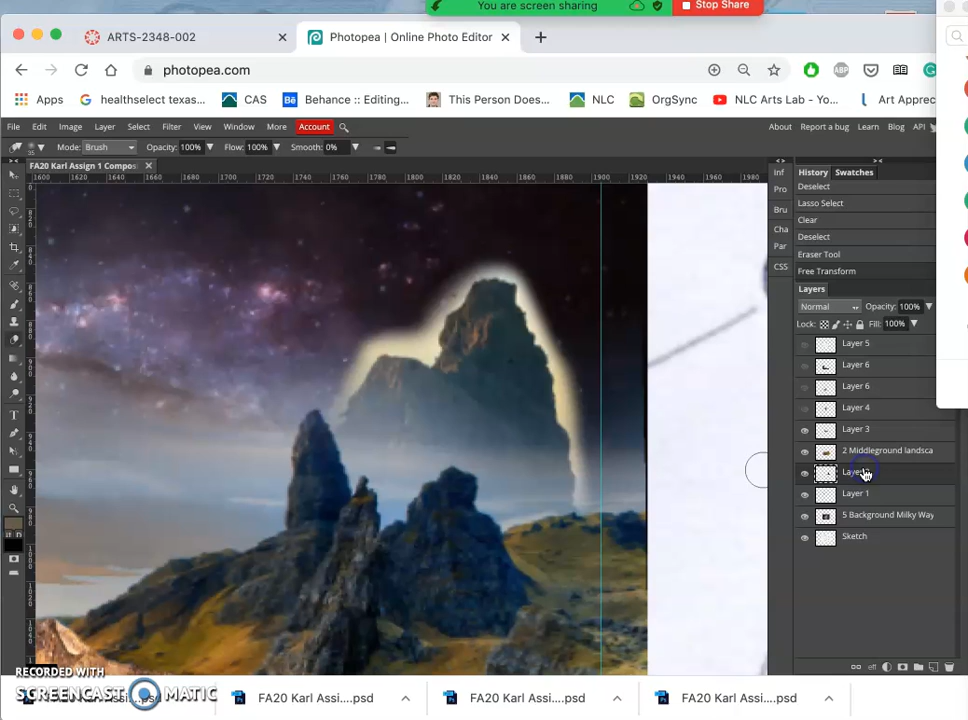 You are screen sharing
Stop Share
ARTS-2348-002
Photopea | Online Photo Editor
photopea.com
Apps
healthselect texas...
CAS
Behance :: Editing...
This Person Does...
NLC
OrgSync
NLC Arts Lab - Yo...
Art Apprec
File Edit Image Layer Select Filter View Window More Account
About Report a bug Learn Blog API
Mode: Brush Opacity: 100% Flow: 100% Smooth: 0%
FA20 Karl Assign 1 Compos
1600 1620 1640 1660 1680 1700 1720 1740 1760 1780 1800 1820 1840 1860 1880 1900 1920 1940 1960 1980
Inf
Pro
Bru
Cha
Par
CSS
History Swatches
Deselect
Lasso Select
Clear
Deselect
Eraser Tool
Free Transform
Layers
Normal Opacity: 100%
Lock: Fill: 100%
Layer 5
Layer 6
Layer 6
Layer 4
Layer 3
2 Middleground landsca
Layer 1
5 Background Milky Way
Sketch
eff
RECORDED WITH
SCREENCAST MATIC
FA20 Karl Assi....psd
FA20 Karl Assi....psd
FA20 Karl Assi....psd